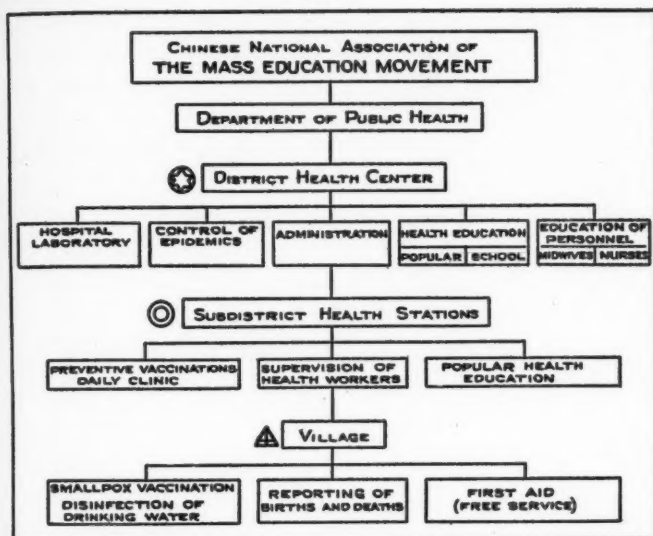 CHINESE NATIONAL ASSOCIATION OF
THE MASS EDUCATION MOVEMENT
DEPARTMENT OF PUBLIC HEALTH
DISTRICT HEALTH CENTER
HOSPITAL
LABORATORY
CONTROL OF
EPIDEMICS
ADMINISTRATION
HEALTH EDUCATION
POPULAR
SCHOOL
EDUCATION OF
PERSONNEL
MIDWIVES
NURSES
SUBDISTRICT HEALTH STATIONS
PREVENTIVE VACCINATIONS
DAILY CLINIC
SUPERVISION OF
HEALTH WORKERS
POPULAR HEALTH
EDUCATION
VILLAGE
SMALLPOX VACCINATION
DISINFECTION OF
DRINKING WATER
REPORTING OF
BIRTHS AND DEATHS
FIRST AID
(FREE SERVICE)